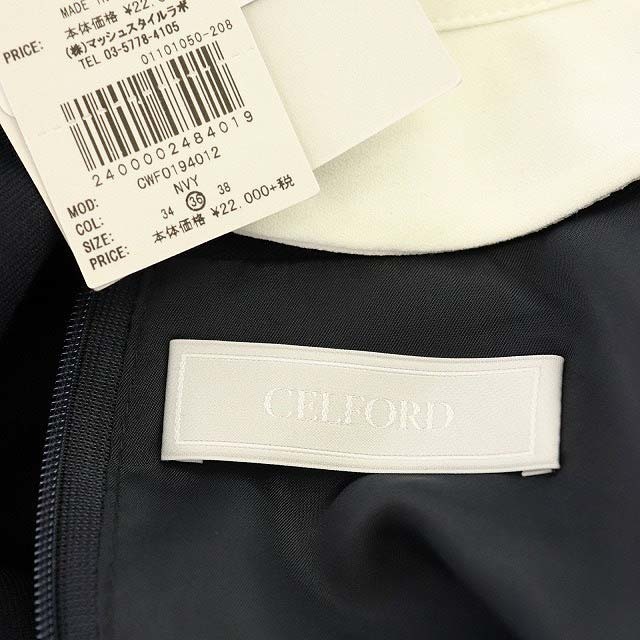 MADE
PRICE: 本体価格 ¥22.
(株)マッシュスタイルラボ
TEL 03-5778-4105
01101050-208
2400002484019
MOD: CWFO194012
COL: NVY
SIZE: 34 35 38
PRICE: 本体価格 ¥22.000+税
CELFORD